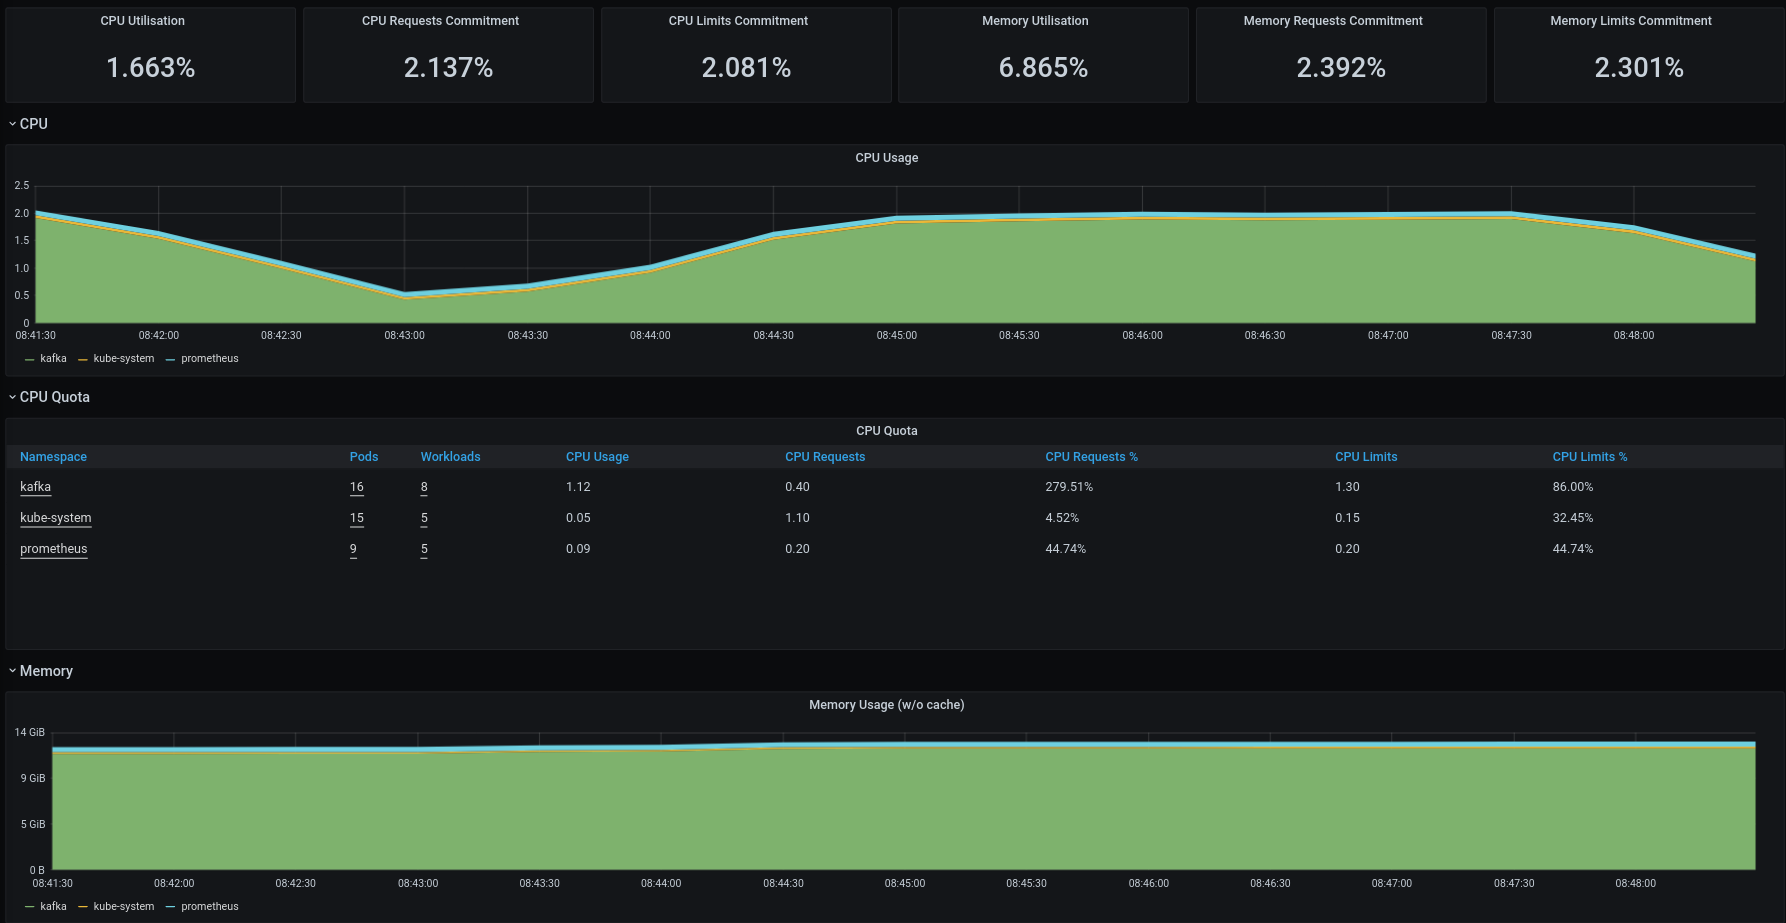 CPU Utilisation CPU Requests Commitment CPU Limits Commitment Memory Utilisation Memory Requests Commitment Memory Limits Commitment
1.663% 2.137% 2.081% 6.865% 2.392% 2.301%
CPU
CPU Usage
2.5
2.0
1.5
1.0
0.5
0
08:41:30 08:42:00 08:42:30 08:43:00 08:43:30 08:44:00 08:44:30 08:45:00 08:45:30 08:46:00 08:46:30 08:47:00 08:47:30 08:48:00
kafka kube-system prometheus
CPU Quota
CPU Quota
Namespace Pods Workloads CPU Usage CPU Requests CPU Requests % CPU Limits CPU Limits %
kafka 16 8 1.12 0.40 279.51% 1.30 86.00%
kube-system 15 5 0.05 1.10 4.52% 0.15 32.45%
prometheus 9 5 0.09 0.20 44.74% 0.20 44.74%
Memory
Memory Usage (w/o cache)
14 GiB
9 GiB
5 GiB
0 B
08:41:30 08:42:00 08:42:30 08:43:00 08:43:30 08:44:00 08:44:30 08:45:00 08:45:30 08:46:00 08:46:30 08:47:00 08:47:30 08:48:00
kafka kube-system prometheus